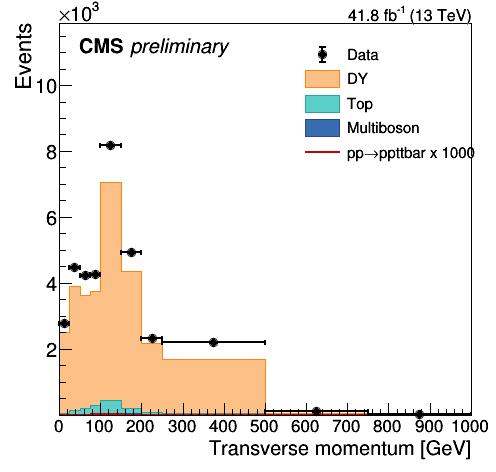 ×10³
41.8 fb⁻¹ (13 TeV)
CMS preliminary
Events
Data
DY
Top
Multiboson
pp→ppttbar x 1000
10
8
6
4
2
0 100 200 300 400 500 600 700 800 900 1000
Transverse momentum [GeV]